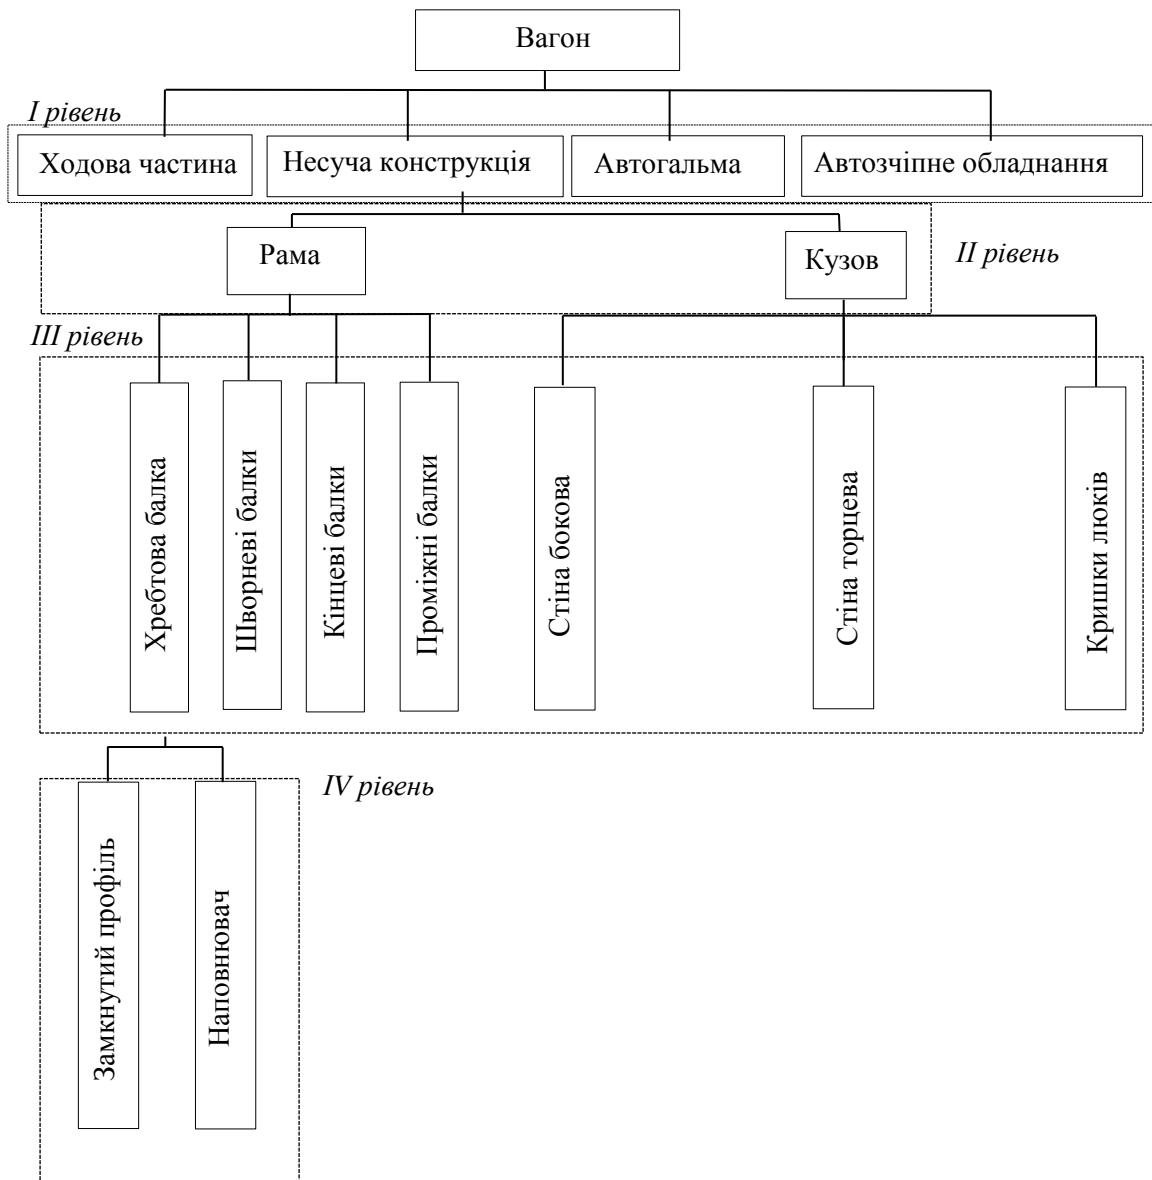 Вагон
I рівень
Ходова частина
Несуча конструкція
Автогальма
Автозчіпне обладнання
Рама
Кузов
II рівень
III рівень
Хребтова балка
Шворневі балки
Кінцеві балки
Проміжні балки
Стіна бокова
Стіна торцева
Кришки люків
IV рівень
Замкнутий профіль
Наповнювач